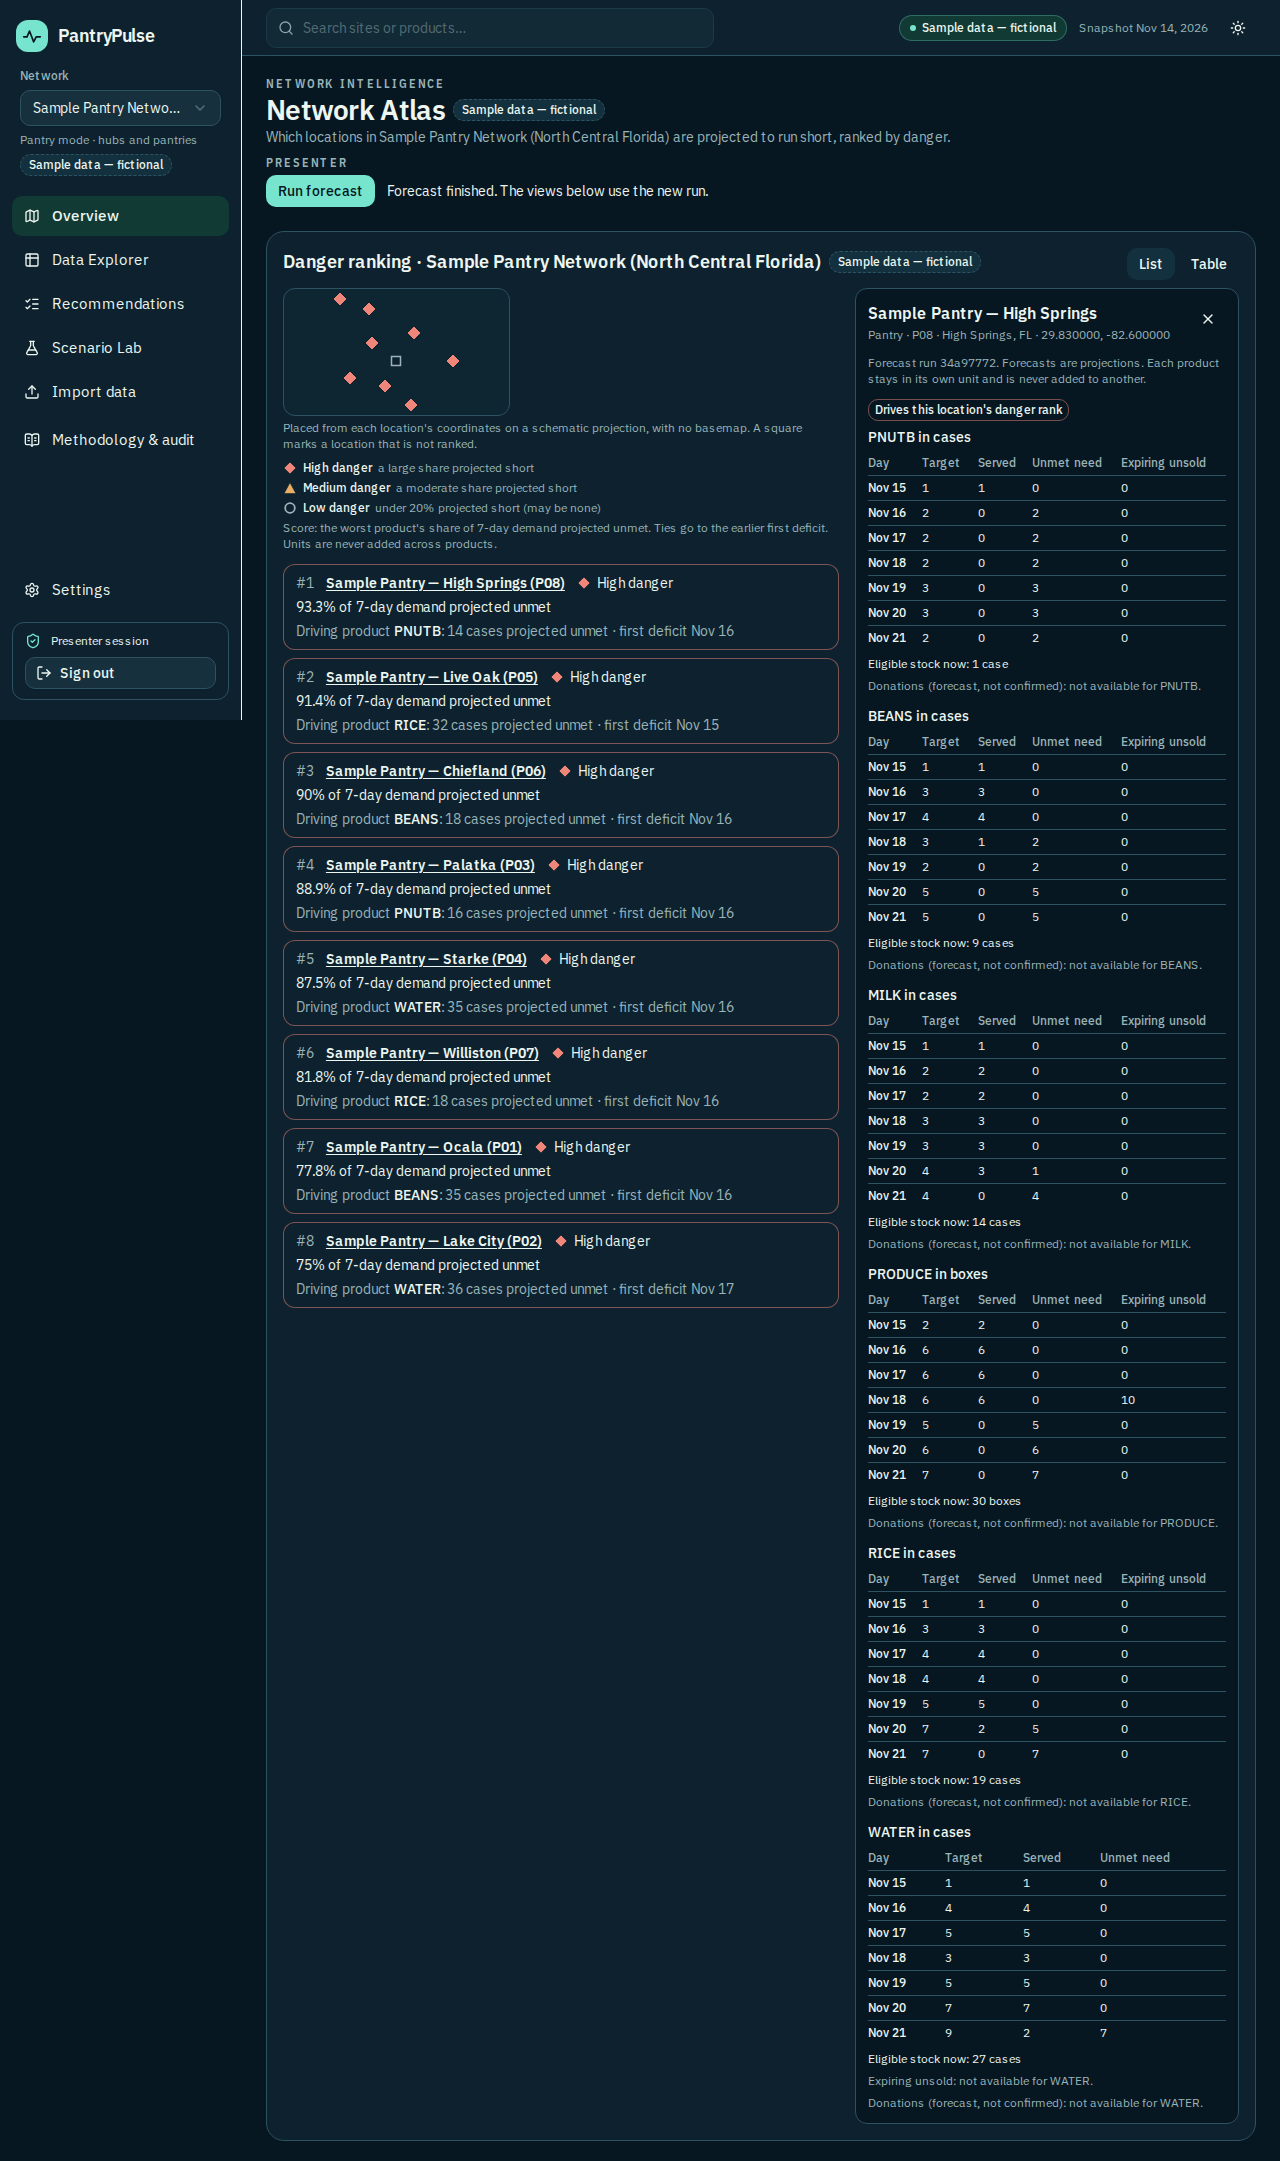 PantryPulse
Network
Sample Pantry Netwo...
Pantry mode · hubs and pantries
Sample data — fictional
Overview
Data Explorer
Recommendations
Scenario Lab
Import data
Methodology & audit
Settings
Presenter session
Sign out
Search sites or products...
Sample data — fictional
Snapshot Nov 14, 2026
NETWORK INTELLIGENCE
Network Atlas Sample data — fictional
Which locations in Sample Pantry Network (North Central Florida) are projected to run short, ranked by danger.
PRESENTER
Run forecast Forecast finished. The views below use the new run.
Danger ranking · Sample Pantry Network (North Central Florida) Sample data — fictional
List Table
Placed from each location's coordinates on a schematic projection, with no basemap. A square
marks a location that is not ranked.
High danger a large share projected short
Medium danger a moderate share projected short
Low danger under 20% projected short (may be none)
Score: the worst product's share of 7-day demand projected unmet. Ties go to the earlier first deficit.
Units are never added across products.
#1 Sample Pantry — High Springs (P08) High danger
93.3% of 7-day demand projected unmet
Driving product PNUTB: 14 cases projected unmet · first deficit Nov 16
#2 Sample Pantry — Live Oak (P05) High danger
91.4% of 7-day demand projected unmet
Driving product RICE: 32 cases projected unmet · first deficit Nov 15
#3 Sample Pantry — Chiefland (P06) High danger
90% of 7-day demand projected unmet
Driving product BEANS: 18 cases projected unmet · first deficit Nov 16
#4 Sample Pantry — Palatka (P03) High danger
88.9% of 7-day demand projected unmet
Driving product PNUTB: 16 cases projected unmet · first deficit Nov 16
#5 Sample Pantry — Starke (P04) High danger
87.5% of 7-day demand projected unmet
Driving product WATER: 35 cases projected unmet · first deficit Nov 16
#6 Sample Pantry — Williston (P07) High danger
81.8% of 7-day demand projected unmet
Driving product RICE: 18 cases projected unmet · first deficit Nov 16
#7 Sample Pantry — Ocala (P01) High danger
77.8% of 7-day demand projected unmet
Driving product BEANS: 35 cases projected unmet · first deficit Nov 16
#8 Sample Pantry — Lake City (P02) High danger
75% of 7-day demand projected unmet
Driving product WATER: 36 cases projected unmet · first deficit Nov 17
Sample Pantry — High Springs
Pantry · P08 · High Springs, FL · 29.830000, -82.600000
Forecast run 34a97772. Forecasts are projections. Each product
stays in its own unit and is never added to another.
Drives this location's danger rank
PNUTB in cases
Day Target Served Unmet need Expiring unsold
Nov 15 1 1 0 0
Nov 16 2 0 2 0
Nov 17 2 0 2 0
Nov 18 2 0 2 0
Nov 19 3 0 3 0
Nov 20 3 0 3 0
Nov 21 2 0 2 0
Eligible stock now: 1 case
Donations (forecast, not confirmed): not available for PNUTB.
BEANS in cases
Day Target Served Unmet need Expiring unsold
Nov 15 1 1 0 0
Nov 16 3 3 0 0
Nov 17 4 4 0 0
Nov 18 3 1 2 0
Nov 19 2 0 2 0
Nov 20 5 0 5 0
Nov 21 5 0 5 0
Eligible stock now: 9 cases
Donations (forecast, not confirmed): not available for BEANS.
MILK in cases
Day Target Served Unmet need Expiring unsold
Nov 15 1 1 0 0
Nov 16 2 2 0 0
Nov 17 2 2 0 0
Nov 18 3 3 0 0
Nov 19 3 3 0 0
Nov 20 4 3 1 0
Nov 21 4 0 4 0
Eligible stock now: 14 cases
Donations (forecast, not confirmed): not available for MILK.
PRODUCE in boxes
Day Target Served Unmet need Expiring unsold
Nov 15 2 2 0 0
Nov 16 6 6 0 0
Nov 17 6 6 0 0
Nov 18 6 6 0 10
Nov 19 5 0 5 0
Nov 20 6 0 6 0
Nov 21 7 0 7 0
Eligible stock now: 30 boxes
Donations (forecast, not confirmed): not available for PRODUCE.
RICE in cases
Day Target Served Unmet need Expiring unsold
Nov 15 1 1 0 0
Nov 16 3 3 0 0
Nov 17 4 4 0 0
Nov 18 4 4 0 0
Nov 19 5 5 0 0
Nov 20 7 2 5 0
Nov 21 7 0 7 0
Eligible stock now: 19 cases
Donations (forecast, not confirmed): not available for RICE.
WATER in cases
Day Target Served Unmet need
Nov 15 1 1 0
Nov 16 4 4 0
Nov 17 5 5 0
Nov 18 3 3 0
Nov 19 5 5 0
Nov 20 7 7 0
Nov 21 9 2 7
Eligible stock now: 27 cases
Expiring unsold: not available for WATER.
Donations (forecast, not confirmed): not available for WATER.